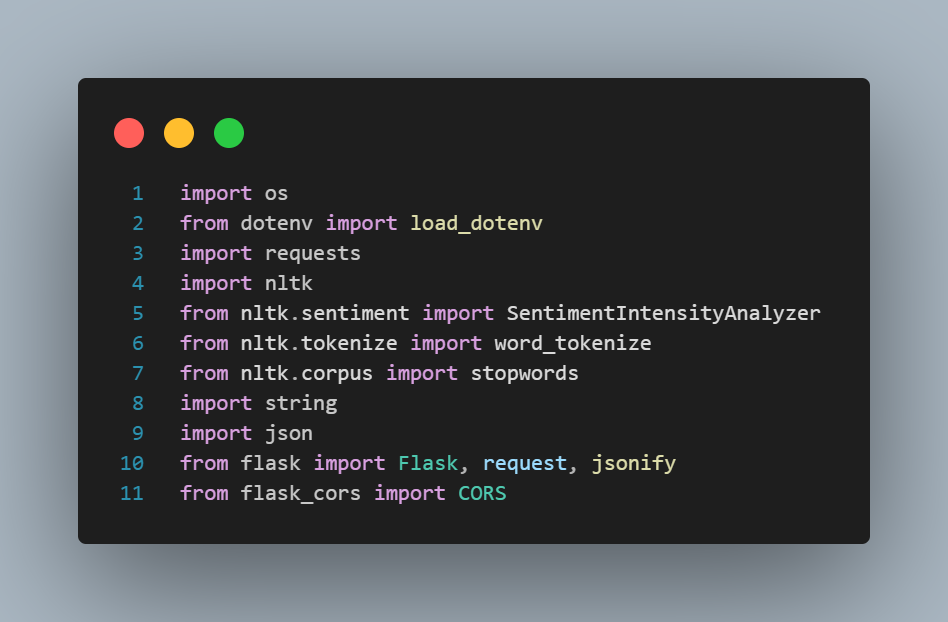 1 import os
2 from dotenv import load_dotenv
3 import requests
4 import nltk
5 from nltk.sentiment import SentimentIntensityAnalyzer
6 from nltk.tokenize import word_tokenize
7 from nltk.corpus import stopwords
8 import string
9 import json
10 from flask import Flask, request, jsonify
11 from flask_cors import CORS